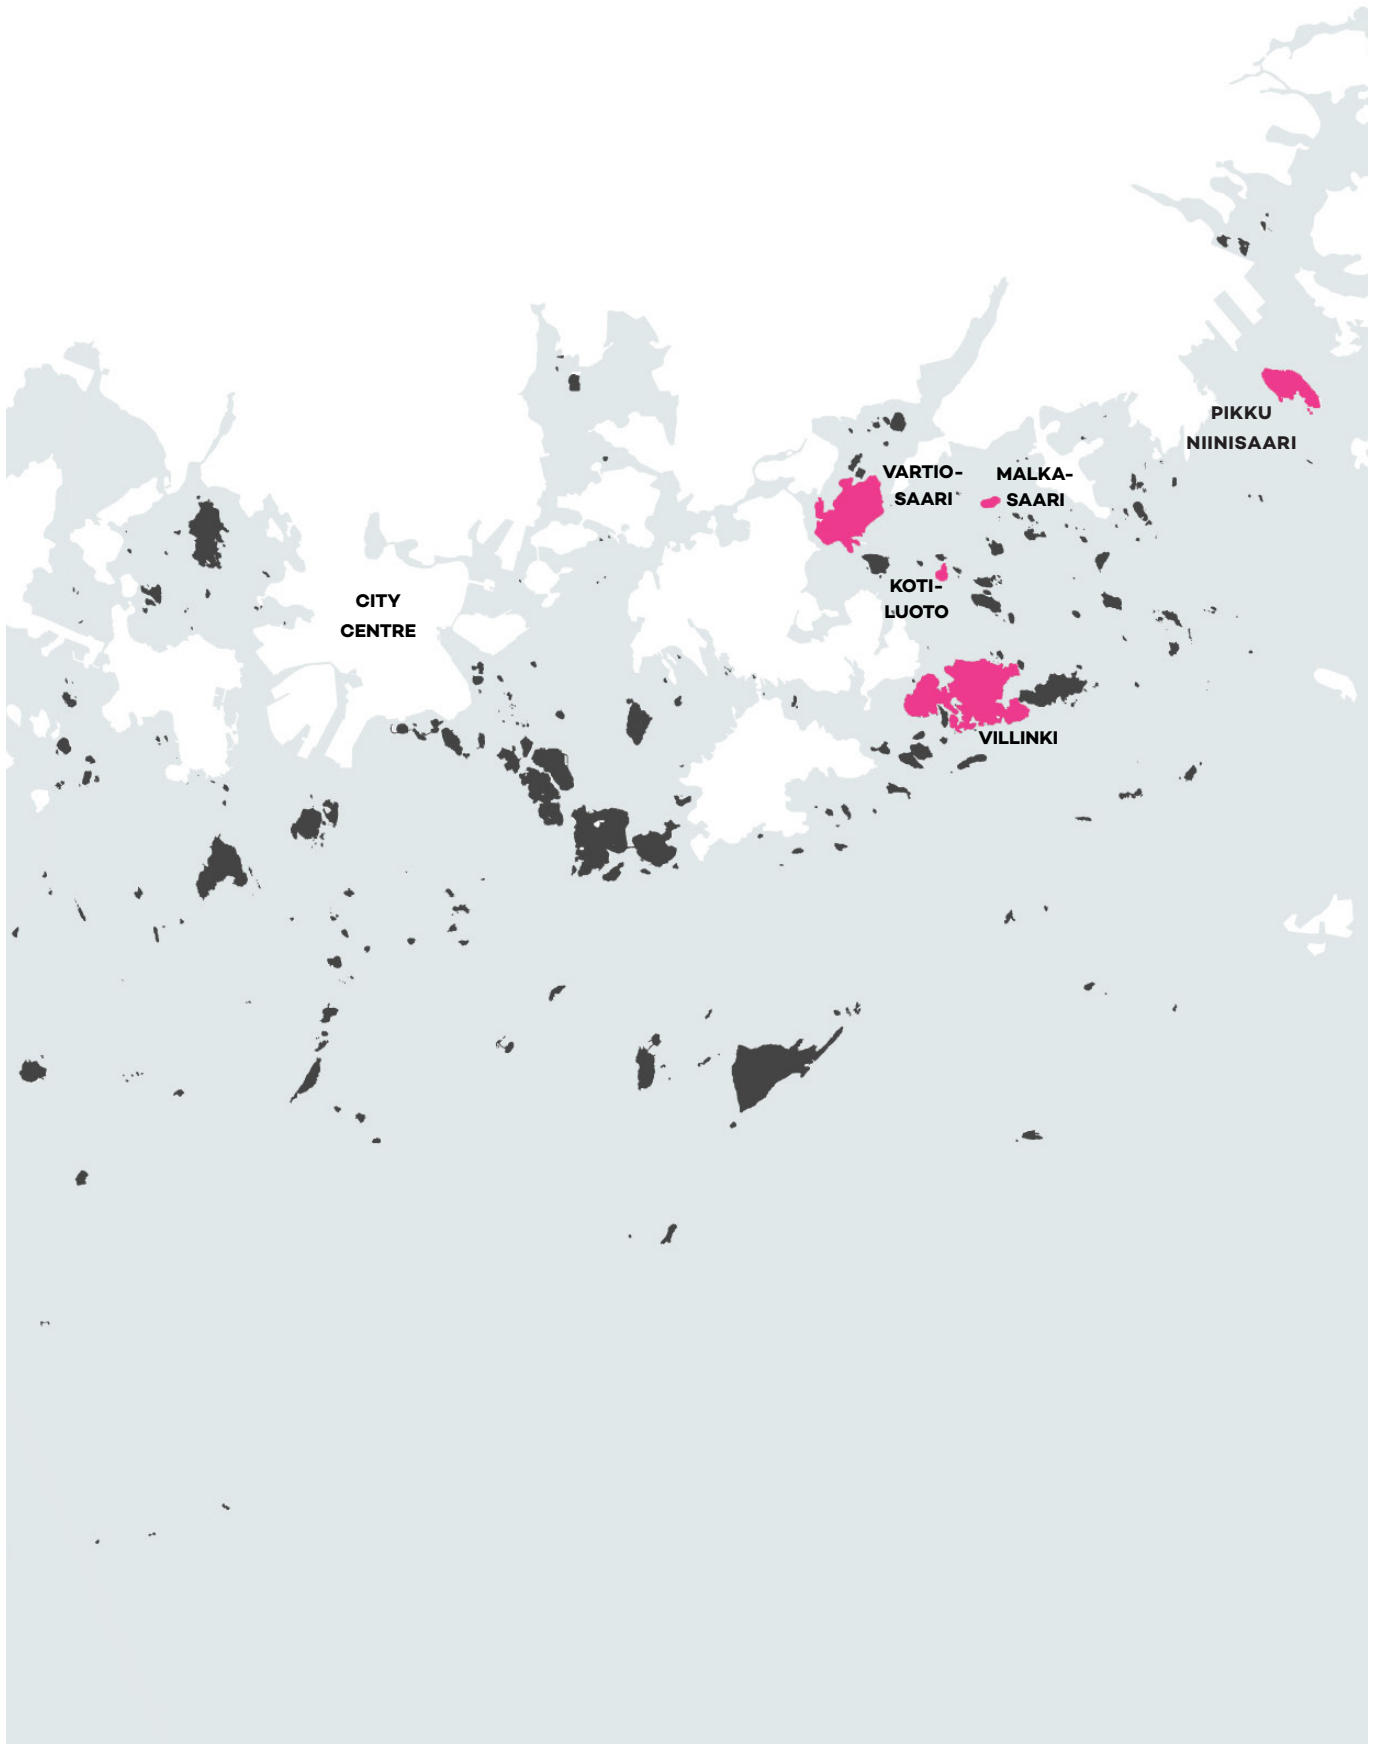 PIKKU
NIINISAARI
VARTIO-
SAARI
MALKA-
SAARI
KOTI-
LUOTO
CITY
CENTRE
VILLINKI